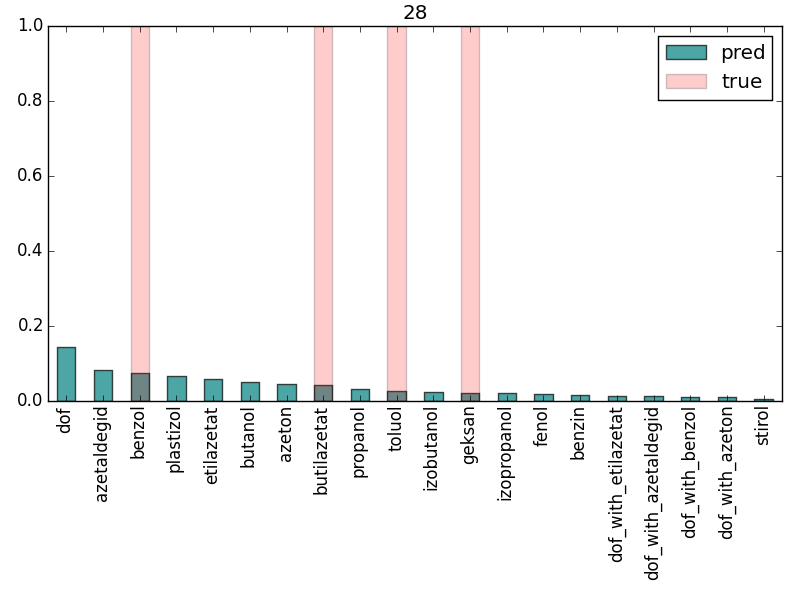 28
1.0
0.8
0.6
0.4
0.2
0.0
pred
true
dof
azetaldegid
benzol
plastizol
etilazetat
butanol
azeton
butilazetat
propanol
toluol
izobutanol
geksan
izopropanol
fenol
benzin
dof_with_etilazetat
dof_with_azetaldegid
dof_with_benzol
dof_with_azeton
stirol